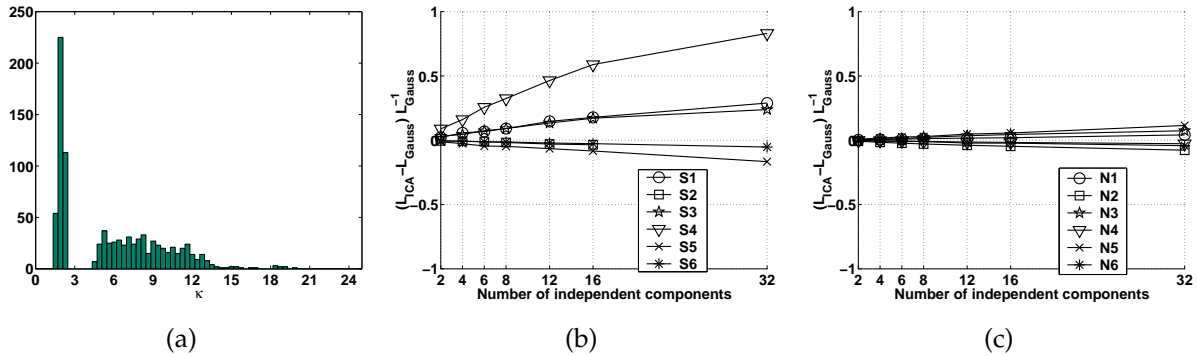 250
200
150
100
50
0
0 3 6 9 12 15 18 21 24
κ
(a)
1
0.5
0
−0.5
−1
(L_ICA −L_Gauss) L_Gauss^−1
2 4 6 8 12 16 32
Number of independent components
S1
S2
S3
S4
S5
S6
(b)
1
0.5
0
−0.5
−1
(L_ICA −L_Gauss) L_Gauss^−1
2 4 6 8 12 16 32
Number of independent components
N1
N2
N3
N4
N5
N6
(c)